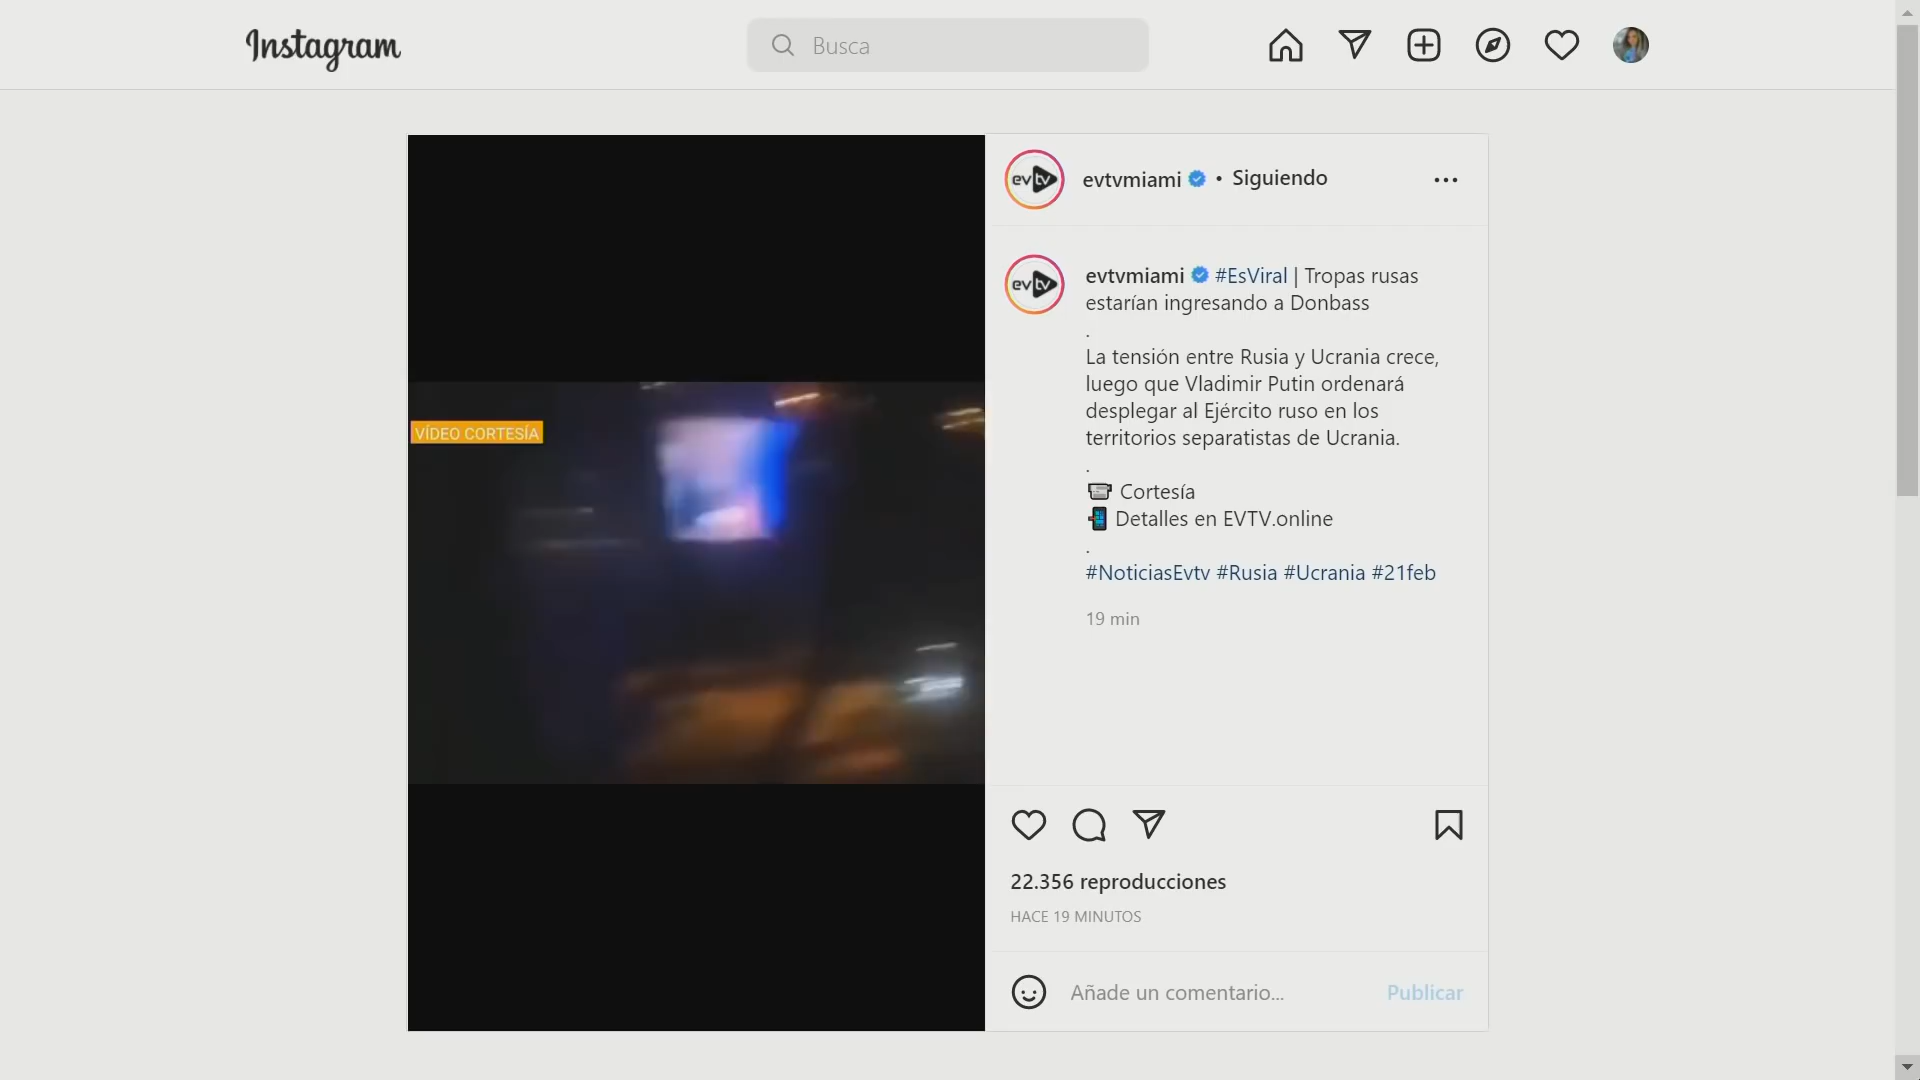 Instagram
Busca
evtvmiami • Siguiendo
evtv
evtv
evtvmiami #EsViral | Tropas rusas
estarían ingresando a Donbass
.
La tensión entre Rusia y Ucrania crece,
luego que Vladimir Putin ordenará
desplegar al Ejército ruso en los
territorios separatistas de Ucrania.
.
Cortesía
Detalles en EVTV.online
.
#NoticiasEvtv #Rusia #Ucrania #21feb
19 min
VÍDEO CORTESÍA
22.356 reproducciones
HACE 19 MINUTOS
Añade un comentario...
Publicar